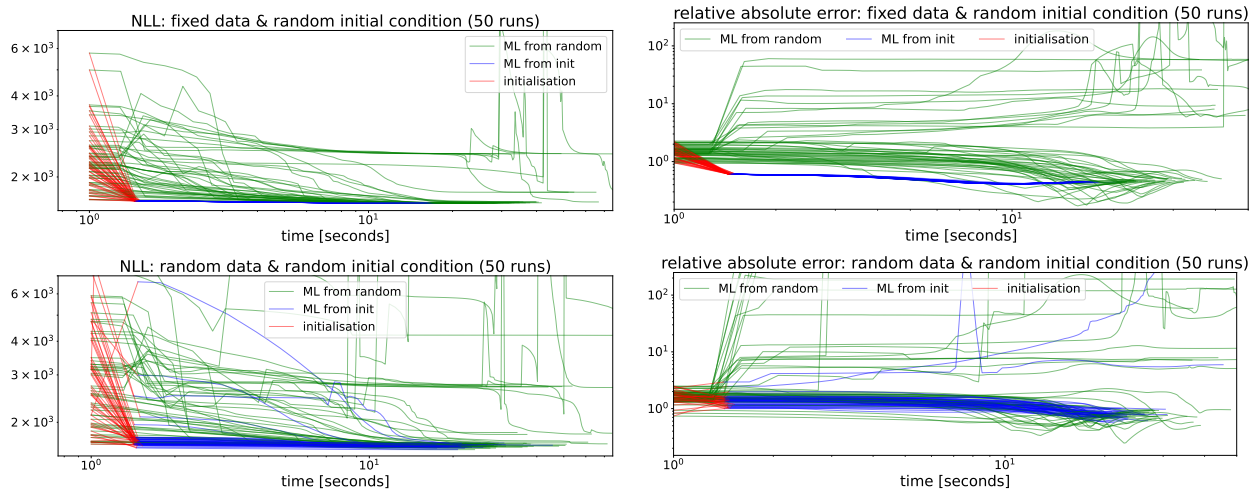 NLL: fixed data & random initial condition (50 runs)
6 × 10³
4 × 10³
3 × 10³
2 × 10³
ML from random
ML from init
initialisation
10⁰
10¹
time [seconds]
relative absolute error: fixed data & random initial condition (50 runs)
10²
10¹
10⁰
ML from random
ML from init
initialisation
10⁰
10¹
time [seconds]
NLL: random data & random initial condition (50 runs)
6 × 10³
4 × 10³
3 × 10³
2 × 10³
ML from random
ML from init
initialisation
10⁰
10¹
time [seconds]
relative absolute error: random data & random initial condition (50 runs)
10²
10¹
10⁰
ML from random
ML from init
initialisation
10⁰
10¹
time [seconds]